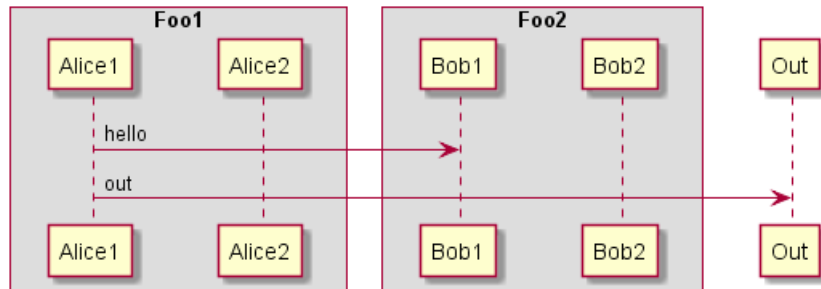 Foo1 Foo2
Alice1 Alice2 Bob1 Bob2 Out
hello
out
Alice1 Alice2 Bob1 Bob2 Out